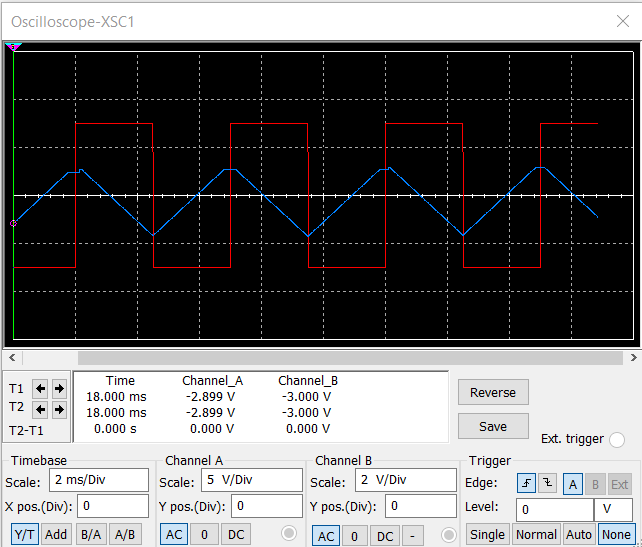 Oscilloscope-XSC1
Time Channel_A Channel_B
T1 18.000 ms -2.899 V -3.000 V
T2 18.000 ms -2.899 V -3.000 V
T2-T1 0.000 s 0.000 V 0.000 V
Reverse
Save
Ext. trigger
Timebase
Scale: 2 ms/Div
X pos.(Div): 0
Y/T Add B/A A/B
Channel A
Scale: 5 V/Div
Y pos.(Div): 0
AC 0 DC
Channel B
Scale: 2 V/Div
Y pos.(Div): 0
AC 0 DC -
Trigger
Edge: A B Ext
Level: 0 V
Single Normal Auto None